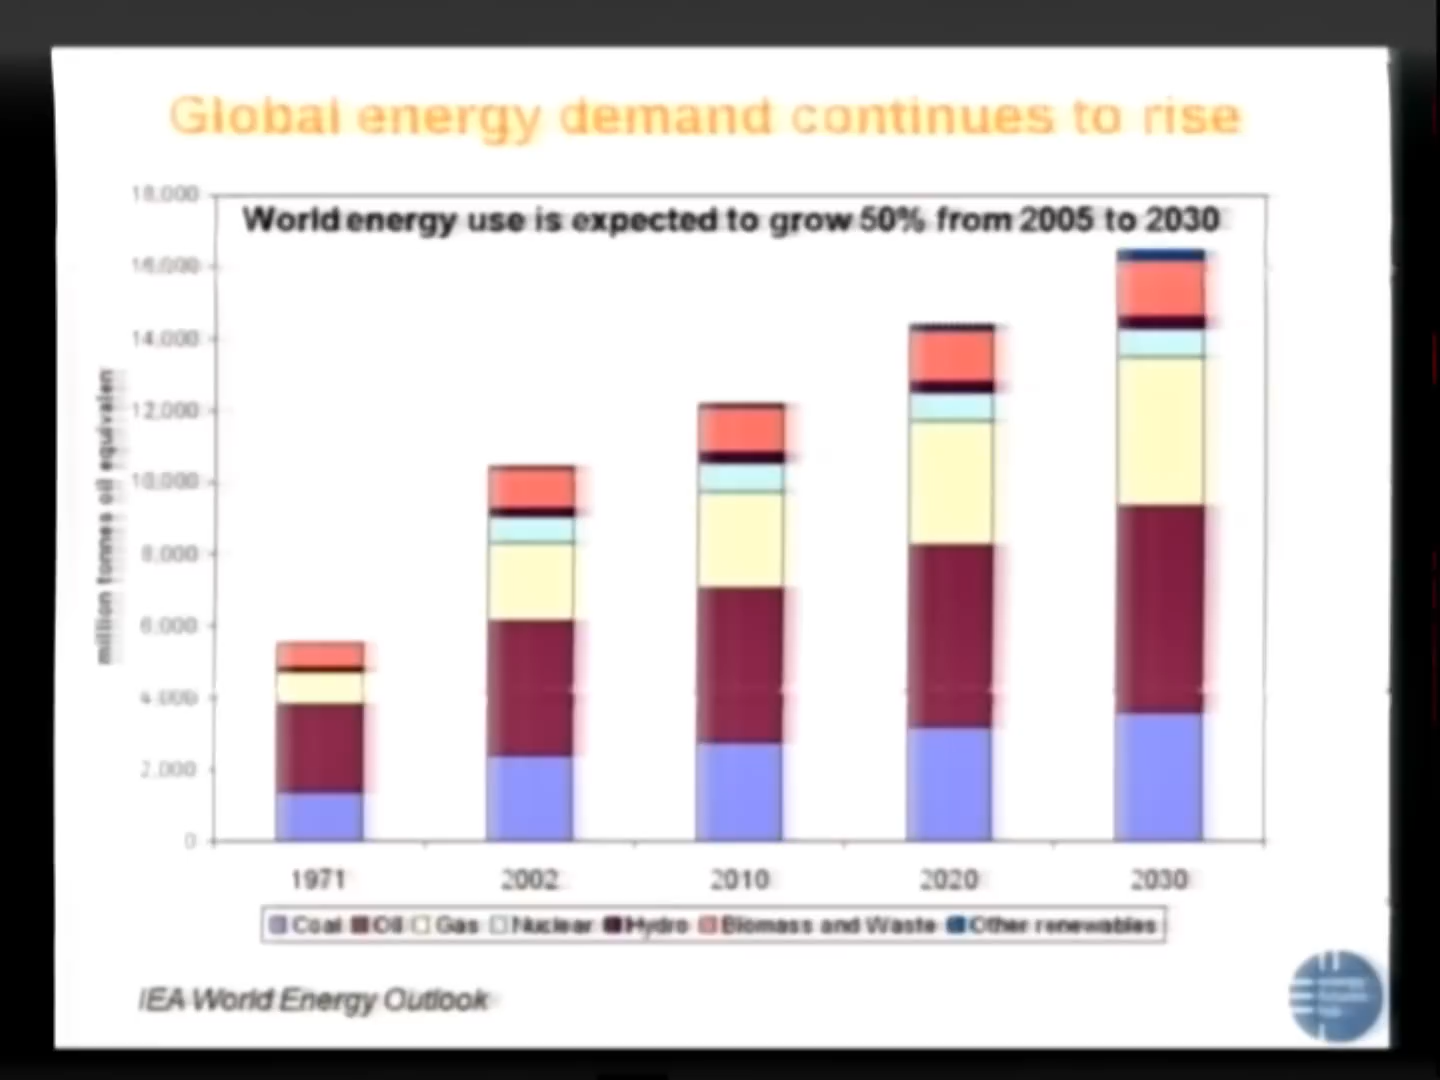 Global energy demand continues to rise
World energy use is expected to grow 50% from 2005 to 2030
18,000
16,000
14,000
12,000
10,000
8,000
6,000
4,000
2,000
0
million tonnes oil equivalen
1971 2002 2010 2020 2030
Coal Oil Gas Nuclear Hydro Biomass and Waste Other renewables
IEA World Energy Outlook